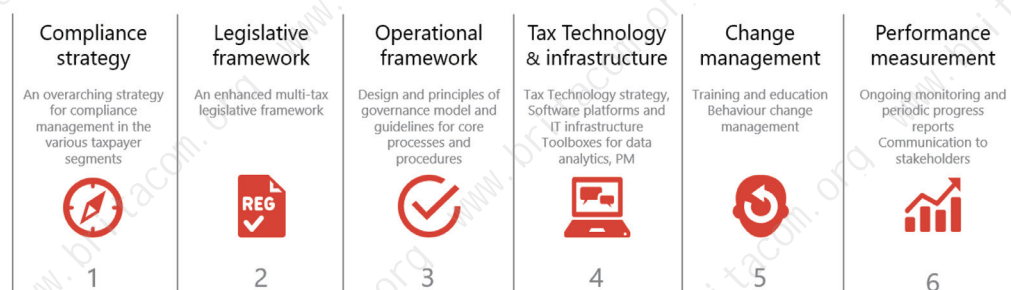 Compliance
strategy
An overarching strategy
for compliance
management in the
various taxpayer
segments
1
Legislative
framework
An enhanced multi-tax
legislative framework
REG
2
Operational
framework
Design and principles of
governance model and
guidelines for core
processes and
procedures
3
Tax Technology
& infrastructure
Tax Technology strategy,
Software platforms and
IT infrastructure
Toolboxes for data
analytics, PM
4
Change
management
Training and education
Behaviour change
management
5
Performance
measurement
Ongoing monitoring and
periodic progress
reports
Communication to
stakeholders
6
www.britacom.org